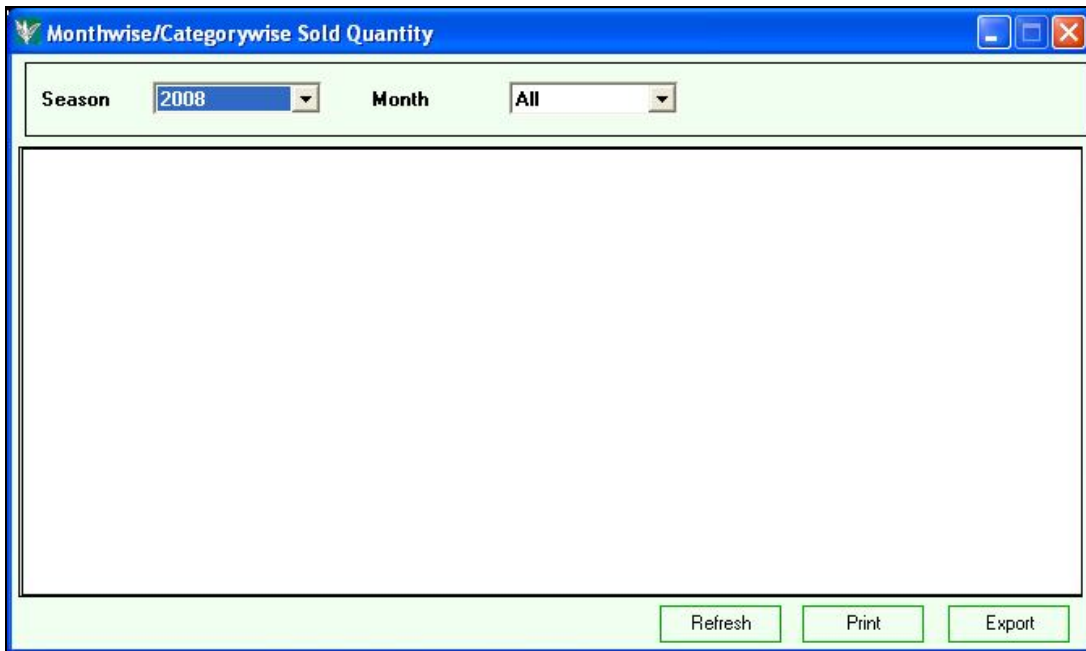 Monthwise/Categorywise Sold Quantity
Season 2008 Month All
Refresh Print Export